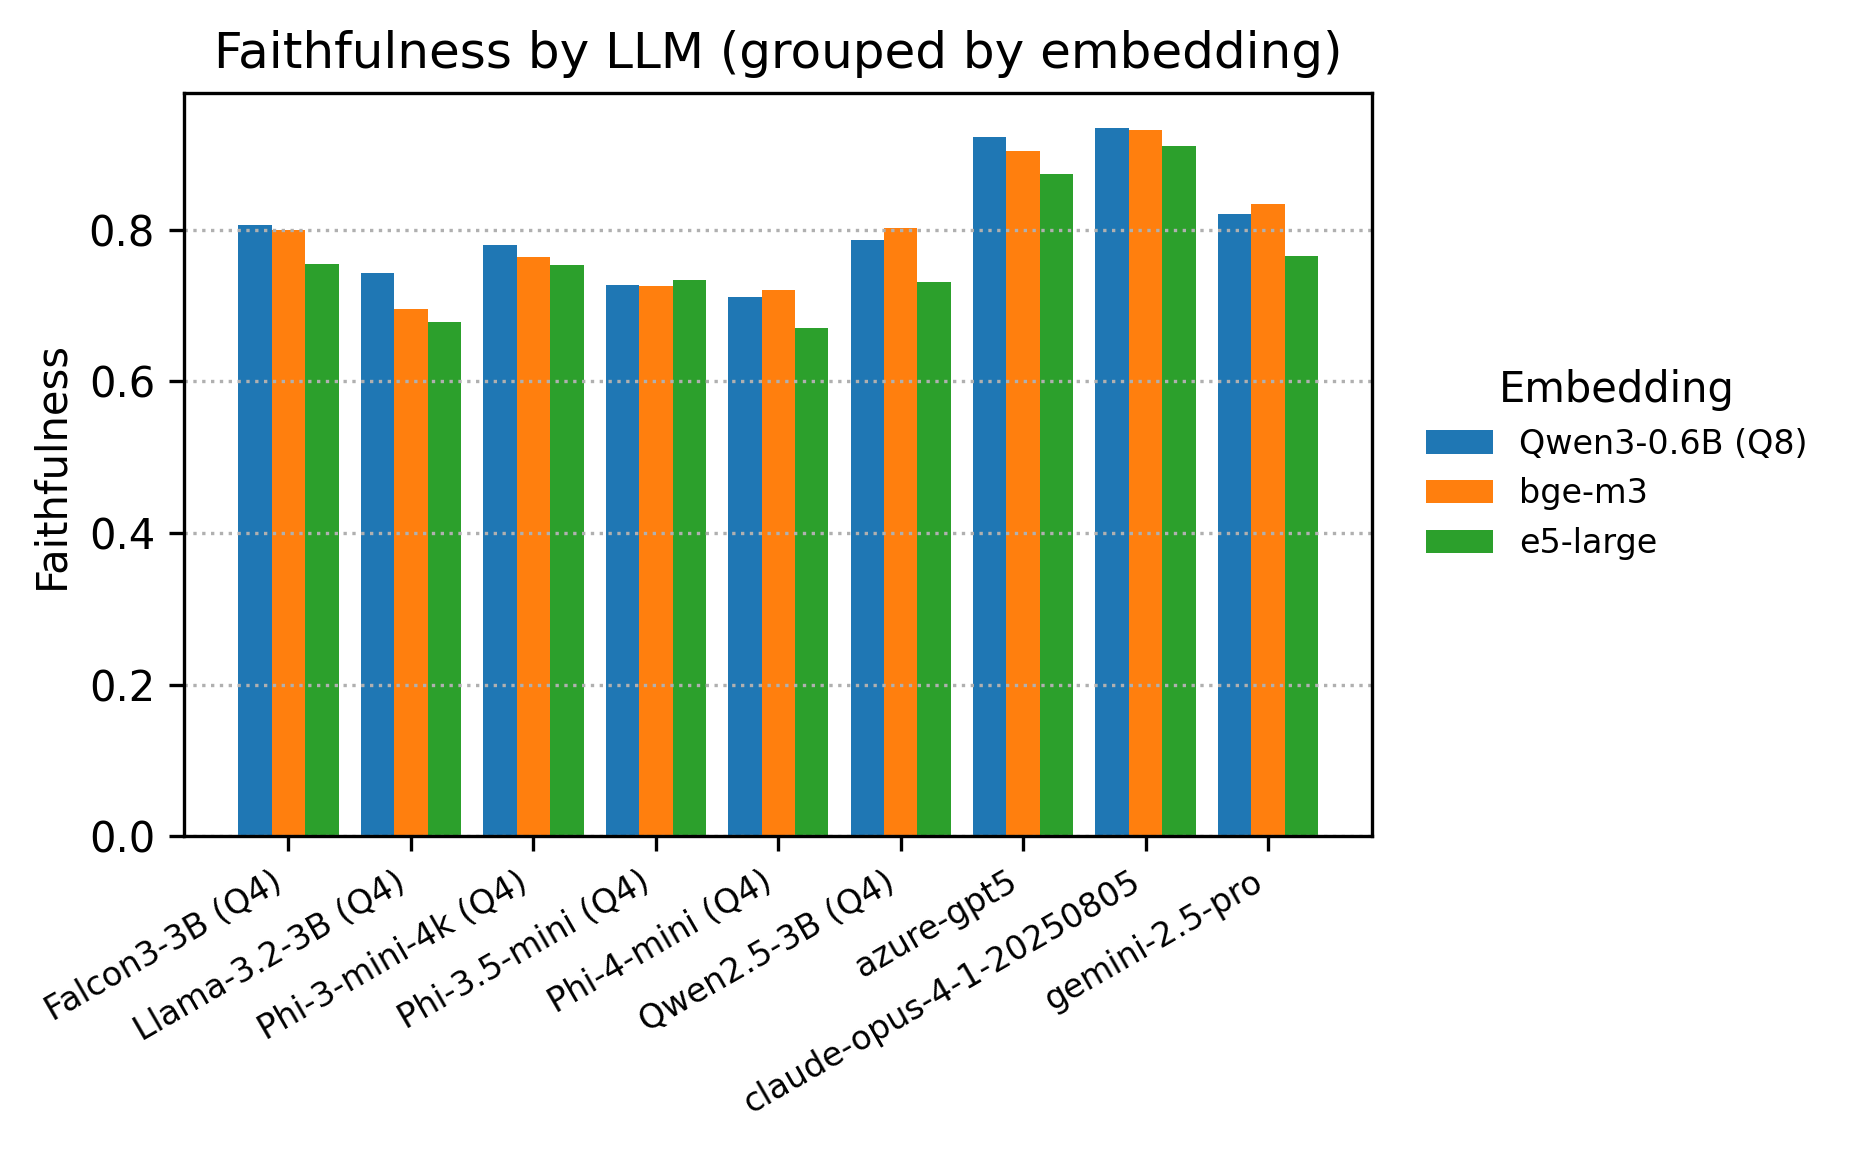 Faithfulness by LLM (grouped by embedding)
Faithfulness
0.8
0.6
0.4
0.2
0.0
Falcon3-3B (Q4)
Llama-3.2-3B (Q4)
Phi-3-mini-4k (Q4)
Phi-3.5-mini (Q4)
Phi-4-mini (Q4)
Qwen2.5-3B (Q4)
azure-gpt5
claude-opus-4-1-20250805
gemini-2.5-pro
Embedding
Qwen3-0.6B (Q8)
bge-m3
e5-large